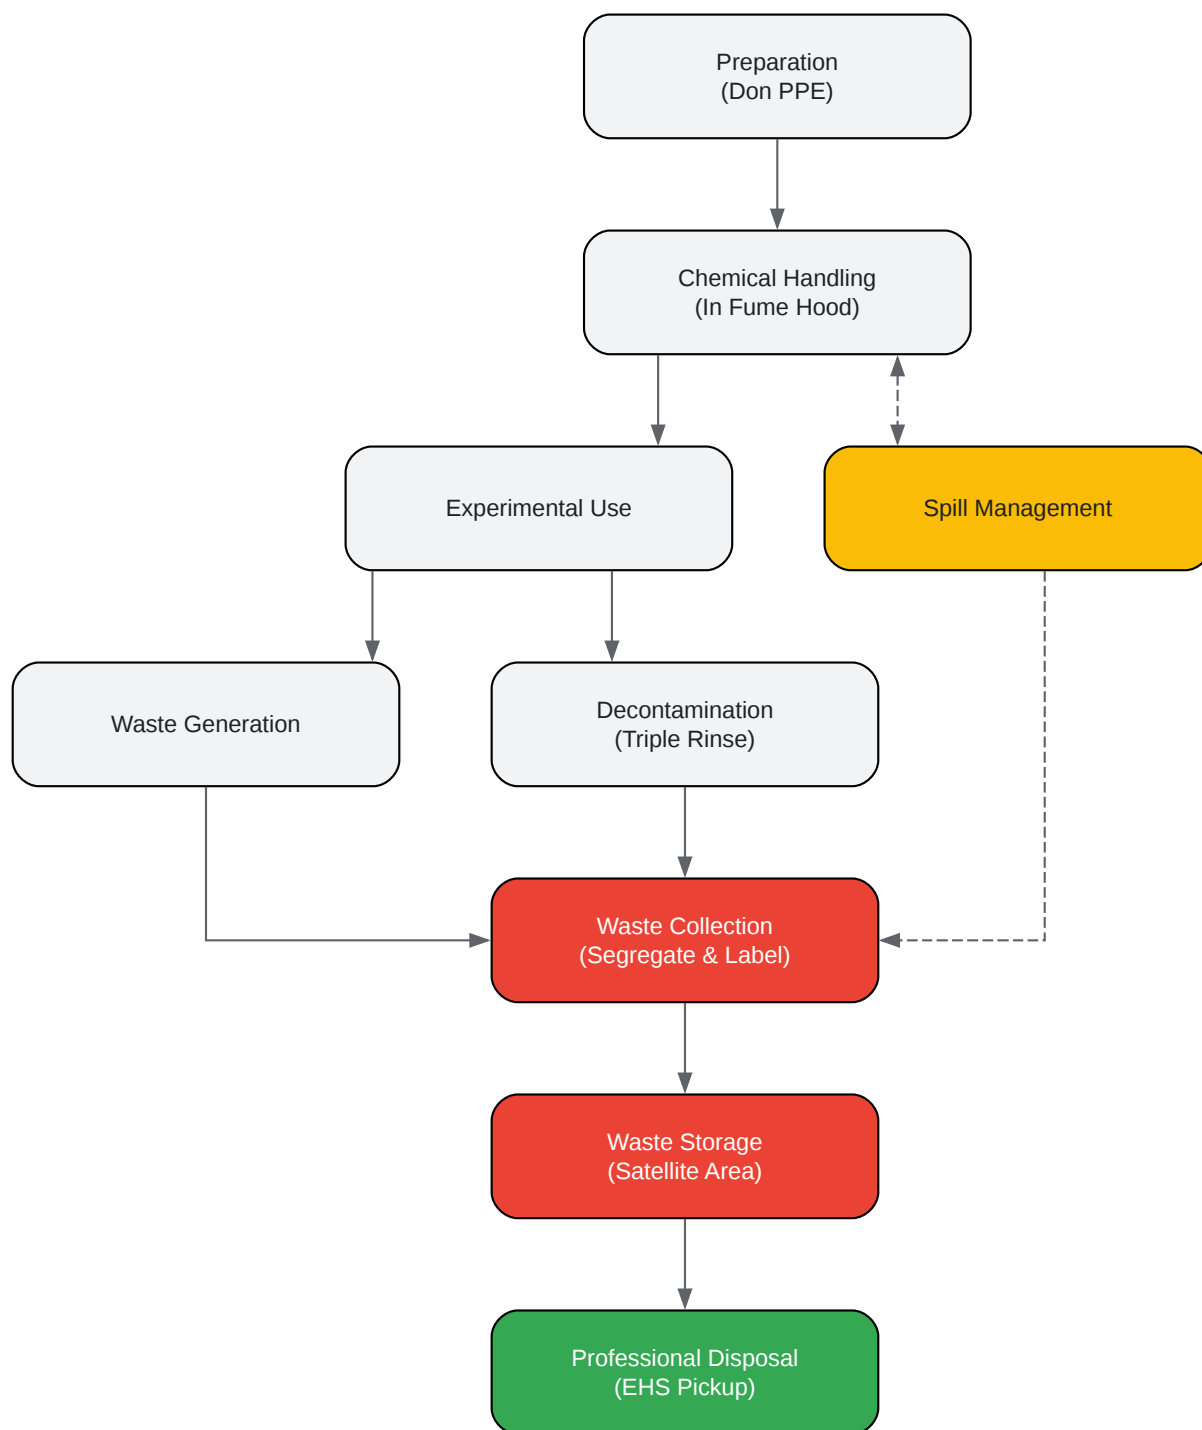 Preparation
(Don PPE)
Chemical Handling
(In Fume Hood)
Experimental Use
Spill Management
Waste Generation
Decontamination
(Triple Rinse)
Waste Collection
(Segregate & Label)
Waste Storage
(Satellite Area)
Professional Disposal
(EHS Pickup)